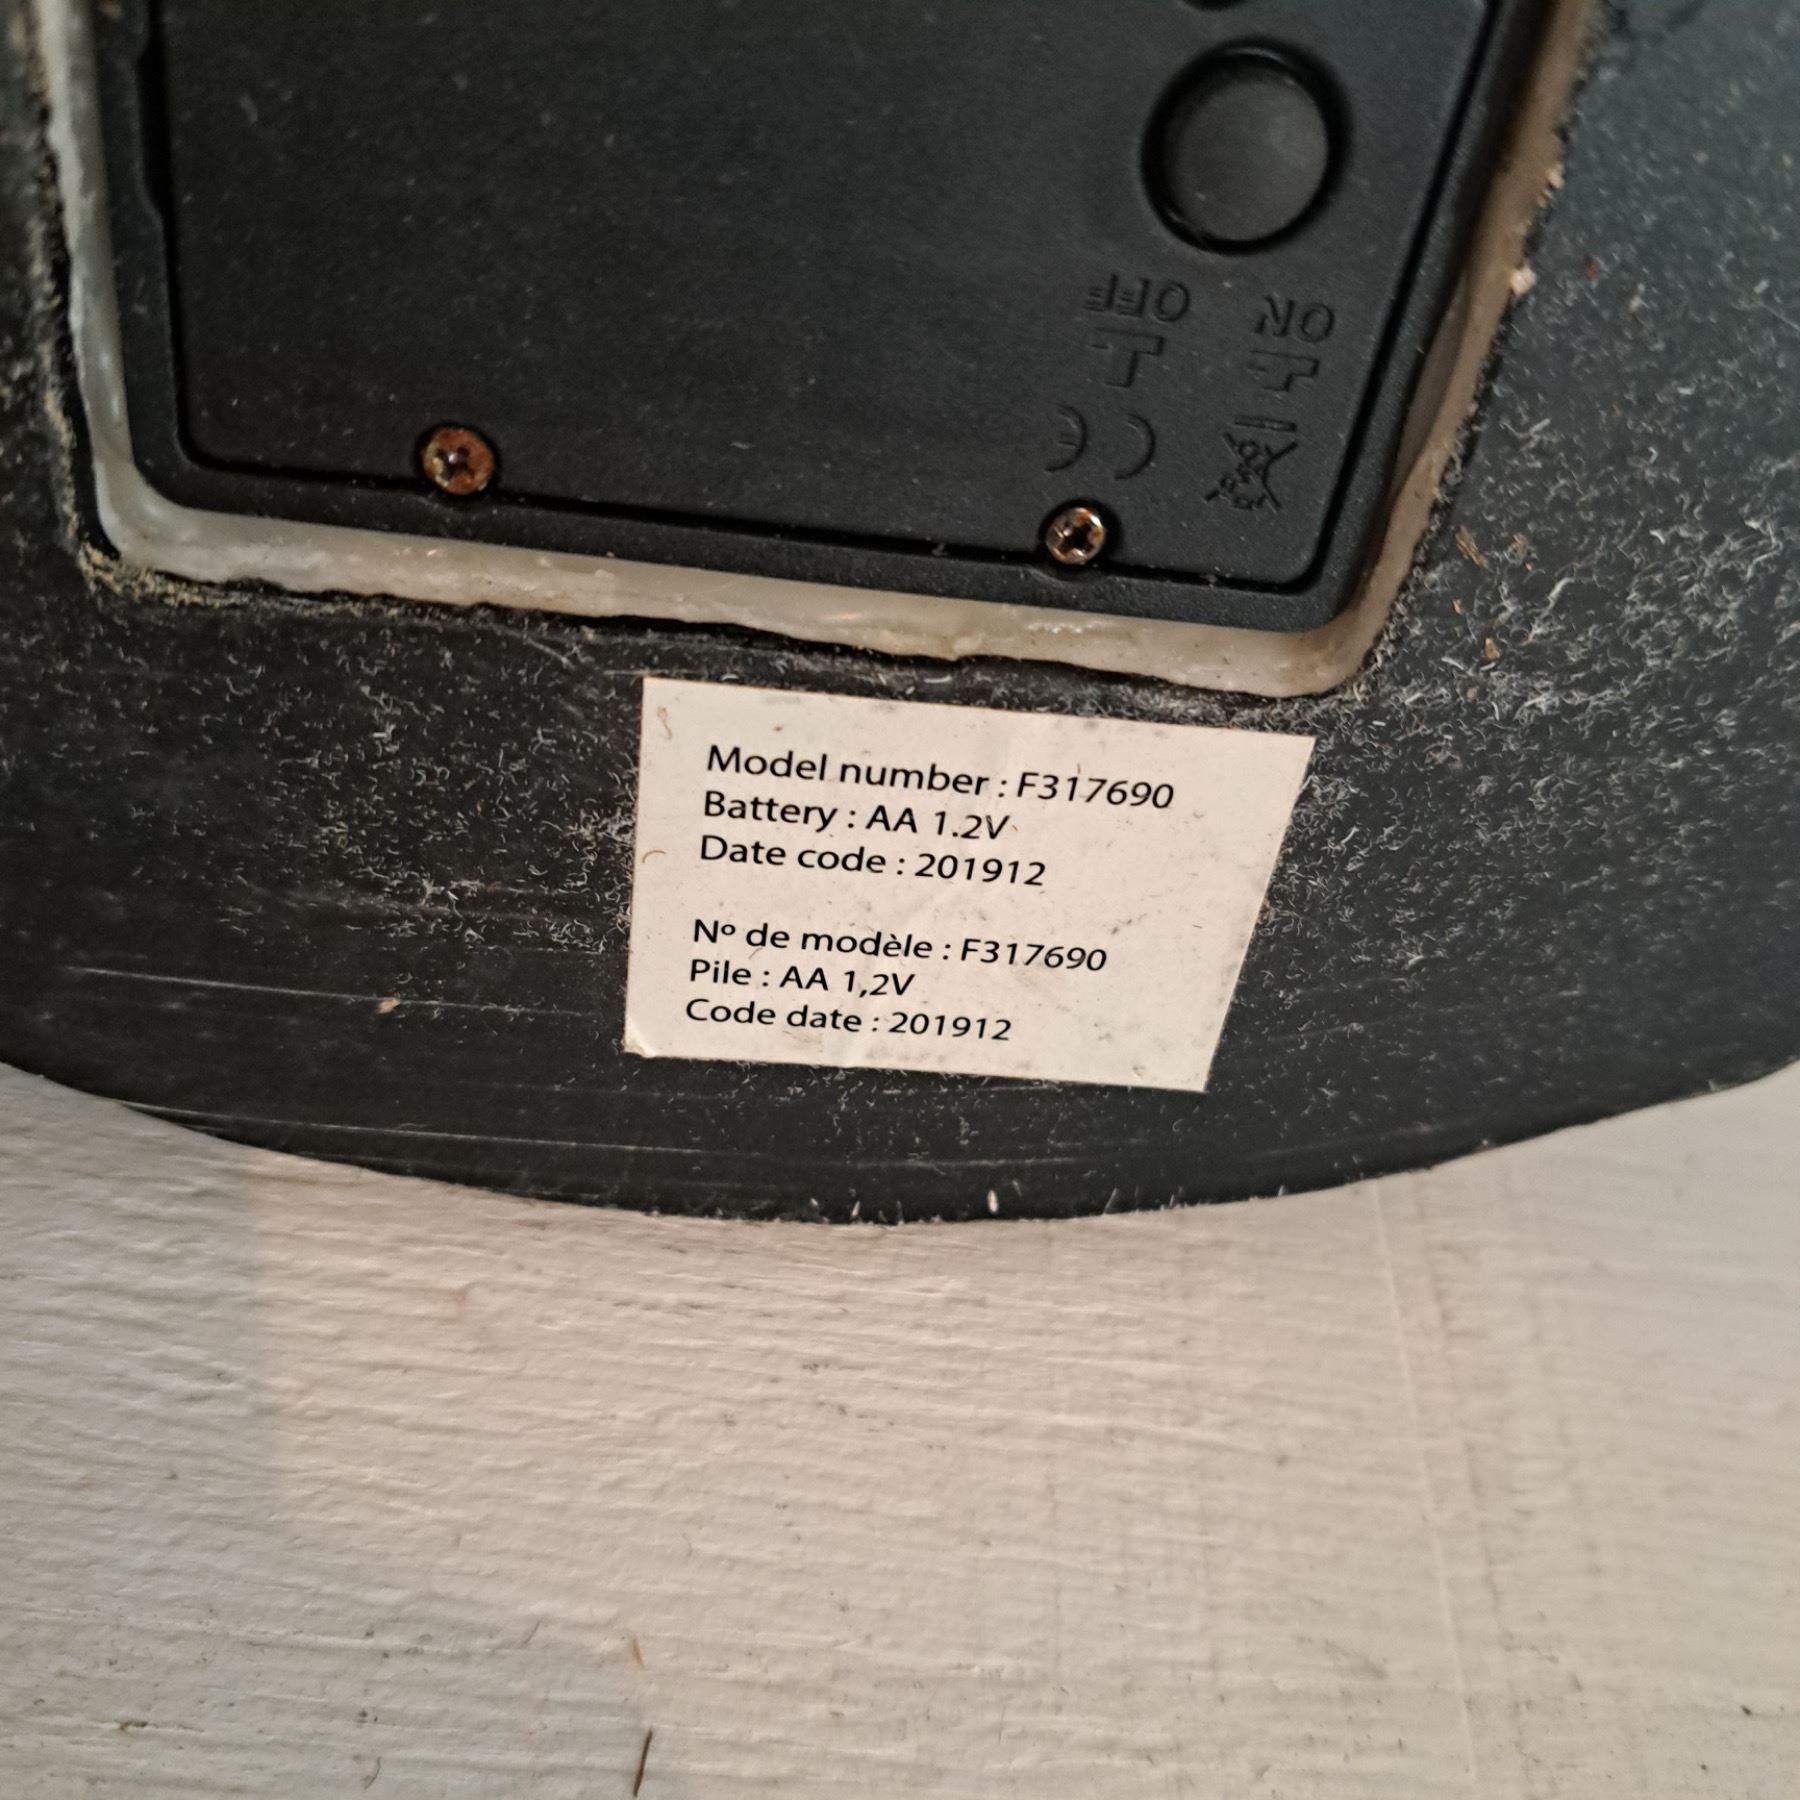 OFF ON
CE
Model number : F317690
Battery : AA 1.2V
Date code : 201912
Nº de modèle : F317690
Pile : AA 1,2V
Code date : 201912